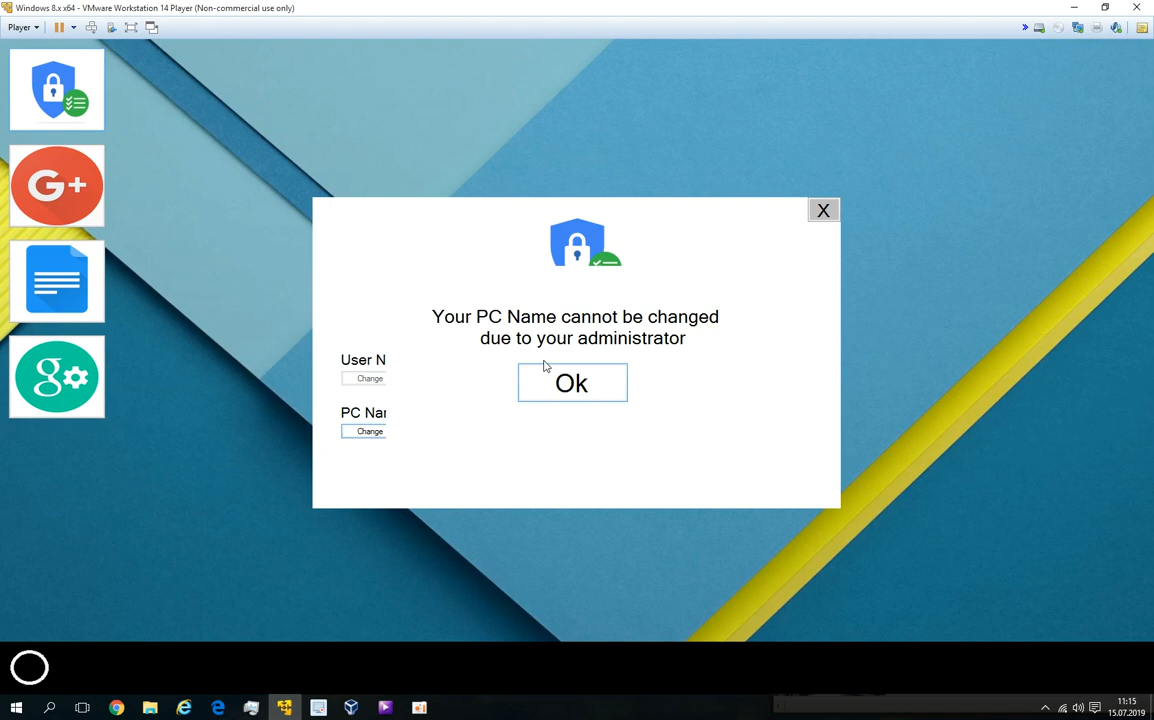 Windows 8.x x64 - VMware Workstation 14 Player (Non-commercial use only)
Player
G+
X
Your PC Name cannot be changed
due to your administrator
User N
Change
Ok
PC Nar
Change
g
11:15
15.07.2019